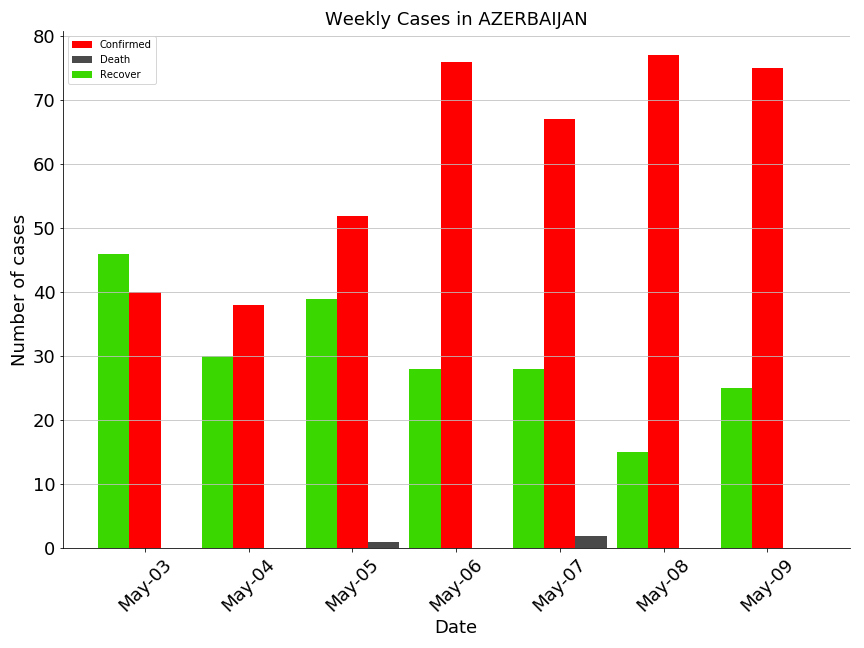 Weekly Cases in AZERBAIJAN
Confirmed
Death
Recover
Number of cases
80
70
60
50
40
30
20
10
0
May-03
May-04
May-05
May-06
May-07
May-08
May-09
Date